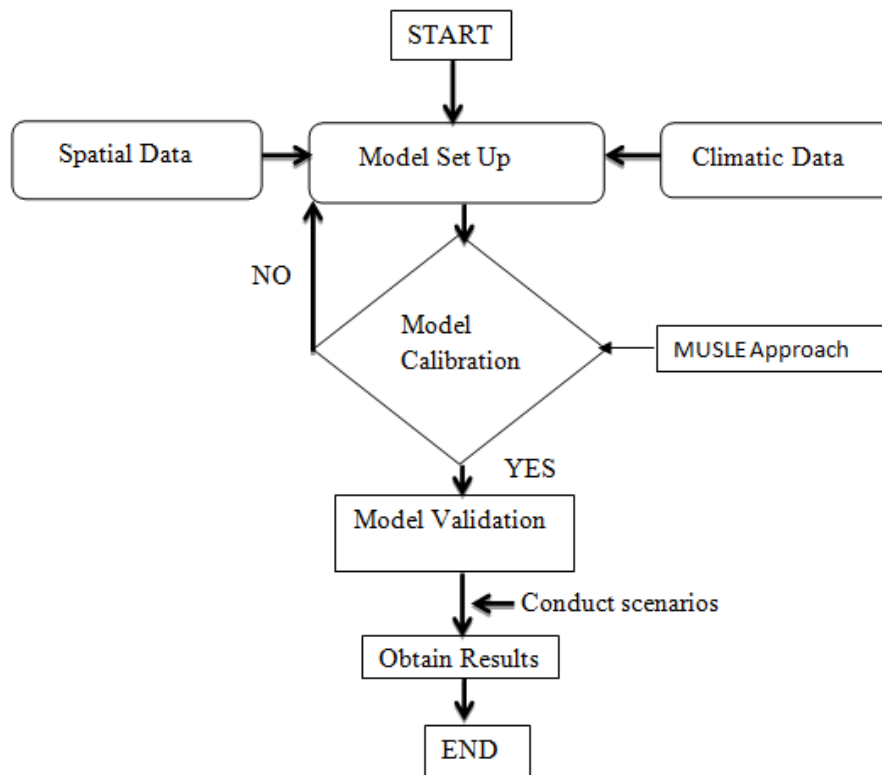 START
Spatial Data
Model Set Up
Climatic Data
NO
Model
Calibration
MUSLE Approach
YES
Model Validation
Conduct scenarios
Obtain Results
END